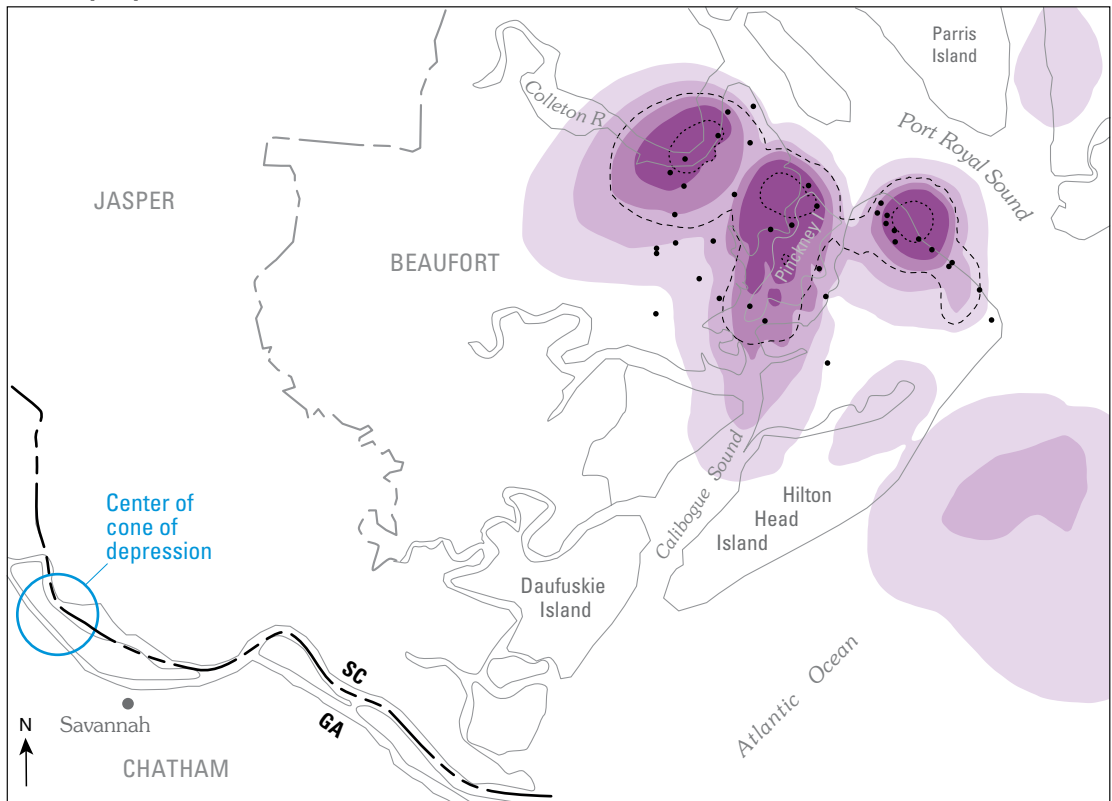 Parris
Island
Colleton R
Port Royal Sound
JASPER
BEAUFORT
Pinckney I
Center of
cone of
depression
Calibogue Sound
Hilton
Head
Island
Daufuskie
Island
SC
GA
Atlantic Ocean
Savannah
N
CHATHAM